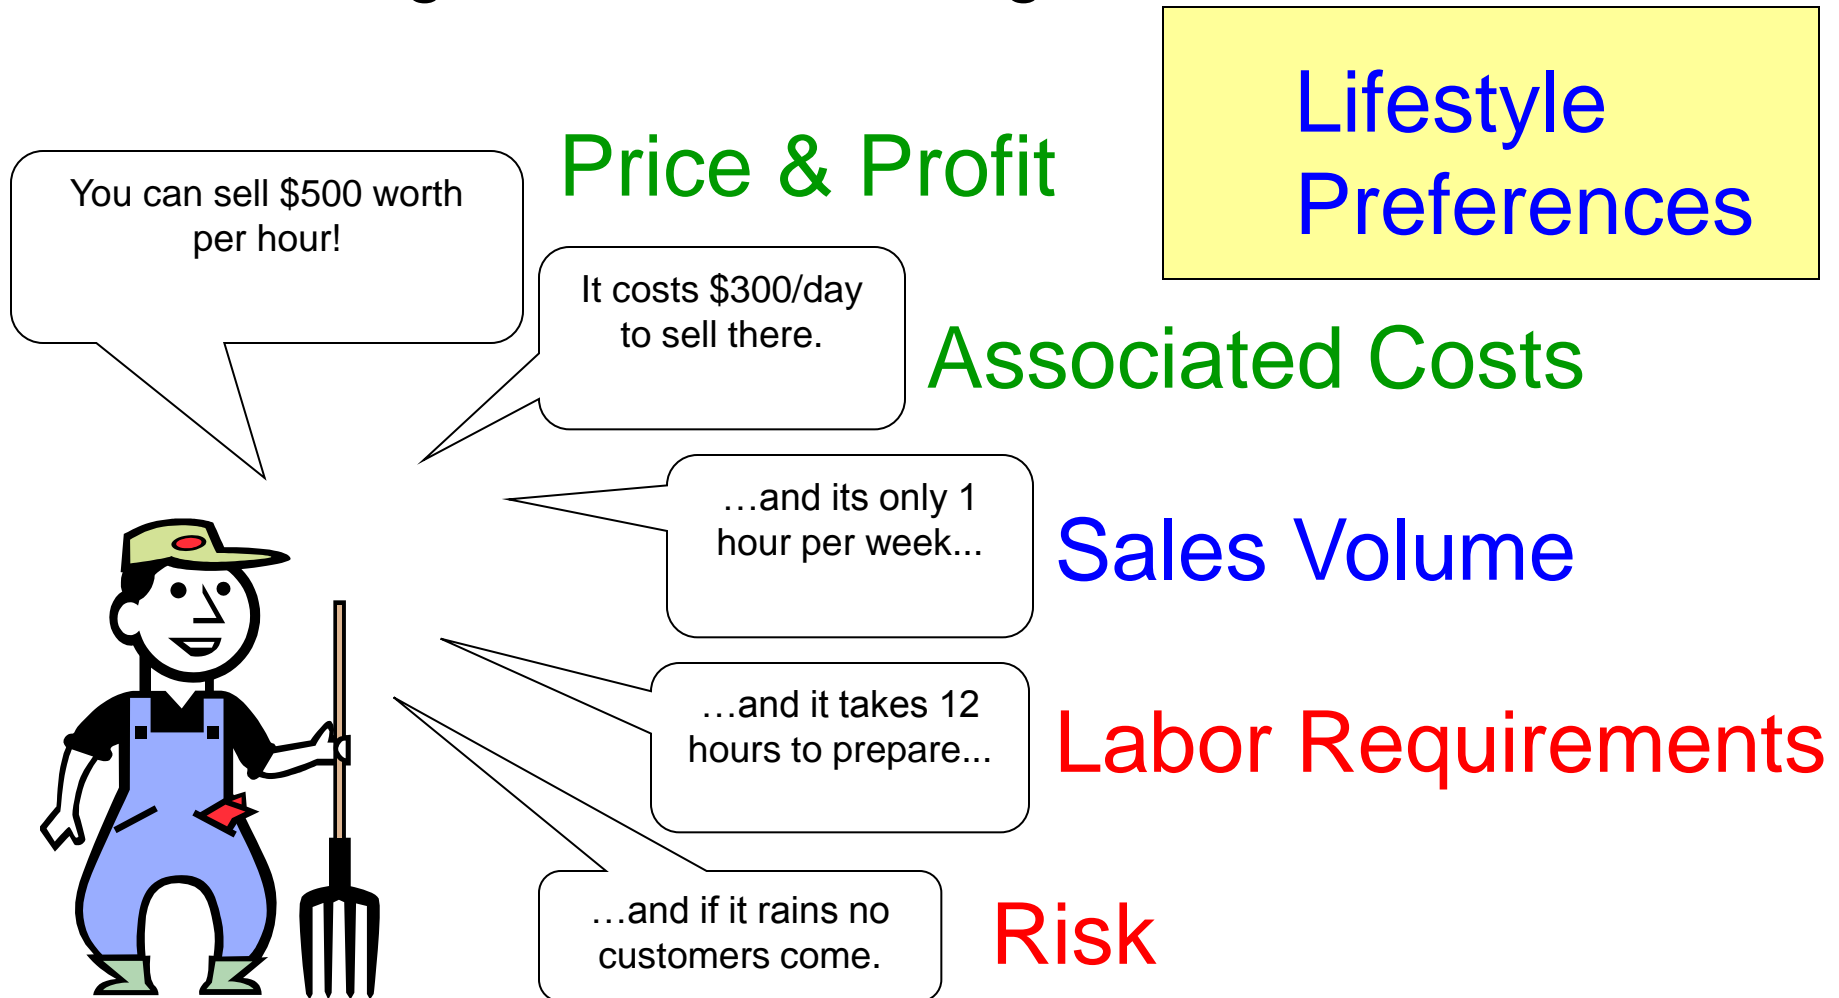 Lifestyle
Preferences
Price & Profit
You can sell $500 worth
per hour!
It costs $300/day
to sell there.
Associated Costs
…and its only 1
hour per week...
Sales Volume
…and it takes 12
hours to prepare...
Labor Requirements
…and if it rains no
customers come.
Risk